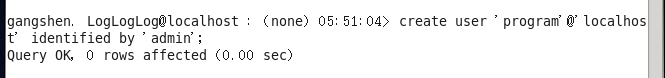 gangshen. LogLogLog@localhost : (none) 05:51:04> create user 'program'@'localhos
t' identified by 'admin';
Query OK, 0 rows affected (0.00 sec)